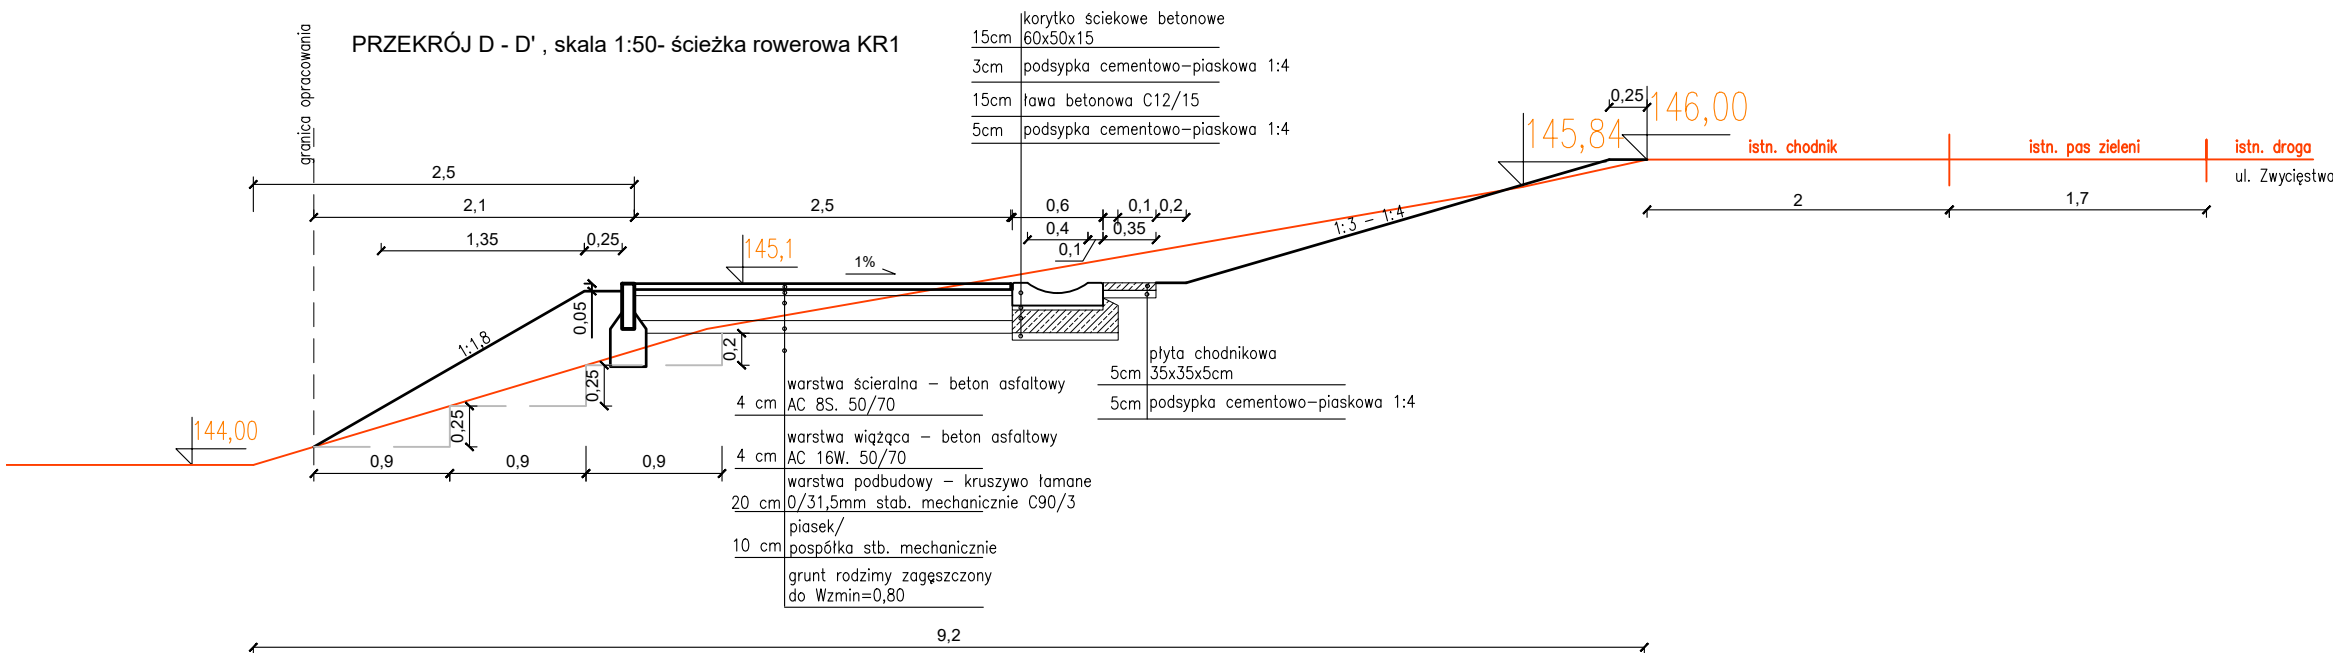 granica opracowania
PRZEKRÓJ D - D' , skala 1:50- ścieżka rowerowa KR1
korytko ściekowe betonowe
15cm 60x50x15
3cm podsypka cementowo-piaskowa 1:4
15cm ława betonowa C12/15
5cm podsypka cementowo-piaskowa 1:4
0,25
146,00
145,84
istn. chodnik
istn. pas zieleni
istn. droga
ul. Zwycięstwa
2,5
2,1
2,5
0,6
0,1
0,2
2
1,7
1:3 - 1:4
1,35
0,25
0,4
0,35
0,1
145,1
1%
0,05
1:1,8
0,2
0,25
0,25
płyta chodnikowa
5cm 35x35x5cm
5cm podsypka cementowo-piaskowa 1:4
warstwa ścieralna - beton asfaltowy
4 cm AC 8S. 50/70
warstwa wiążąca - beton asfaltowy
4 cm AC 16W. 50/70
warstwa podbudowy - kruszywo łamane
20 cm 0/31,5mm stab. mechanicznie C90/3
piasek/
10 cm pospółka stb. mechanicznie
grunt rodzimy zagęszczony
do Wzmin=0,80
144,00
0,9
0,9
0,9
9,2